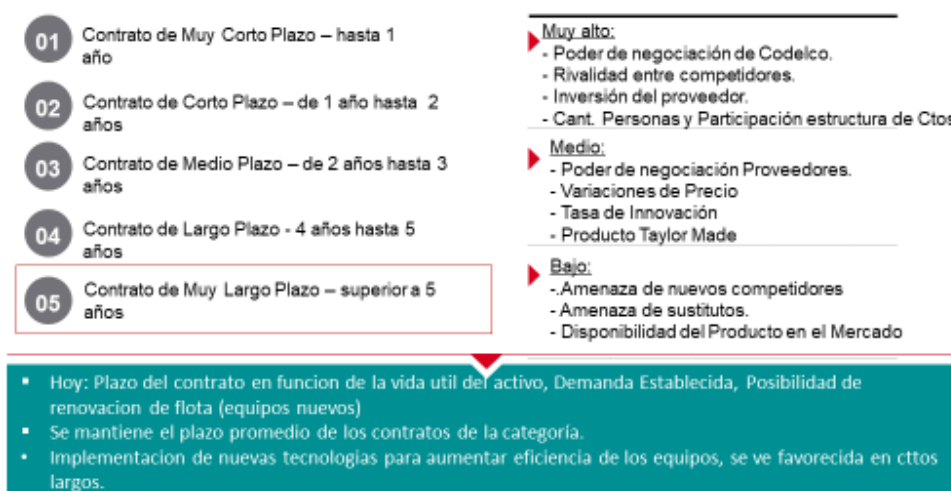 01
Contrato de Muy Corto Plazo – hasta 1
año
02
Contrato de Corto Plazo – de 1 año hasta 2
años
03
Contrato de Medio Plazo – de 2 años hasta 3
años
04
Contrato de Largo Plazo - 4 años hasta 5
años
05
Contrato de Muy Largo Plazo – superior a 5
años
Muy alto:
- Poder de negociación de Codelco.
- Rivalidad entre competidores.
- Inversión del proveedor.
- Cant. Personas y Participación estructura de Ctos
Medio:
- Poder de negociación Proveedores.
- Variaciones de Precio
- Tasa de Innovación
- Producto Taylor Made
Bajo:
-.Amenaza de nuevos competidores
- Amenaza de sustitutos.
- Disponibilidad del Producto en el Mercado
▪ Hoy: Plazo del contrato en funcion de la vida util del activo, Demanda Establecida, Posibilidad de
renovacion de flota (equipos nuevos)
▪ Se mantiene el plazo promedio de los contratos de la categoría.
• Implementacion de nuevas tecnologias para aumentar eficiencia de los equipos, se ve favorecida en cttos
largos.